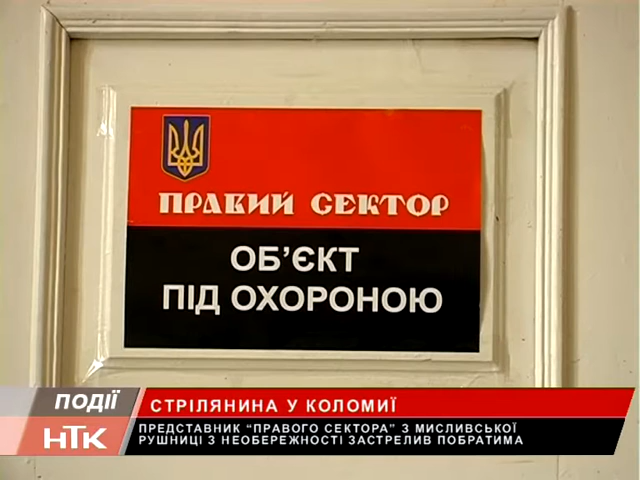 ПРАВИЙ СЕКТОР
ОБ’ЄКТ
ПІД ОХОРОНОЮ
ПОДІЇ
НТК
СТРІЛЯНИНА У КОЛОМИЇ
ПРЕДСТАВНИК “ПРАВОГО СЕКТОРА” З МИСЛИВСЬКОЇ
РУШНИЦІ З НЕОБЕРЕЖНОСТІ ЗАСТРЕЛИВ ПОБРАТИМА